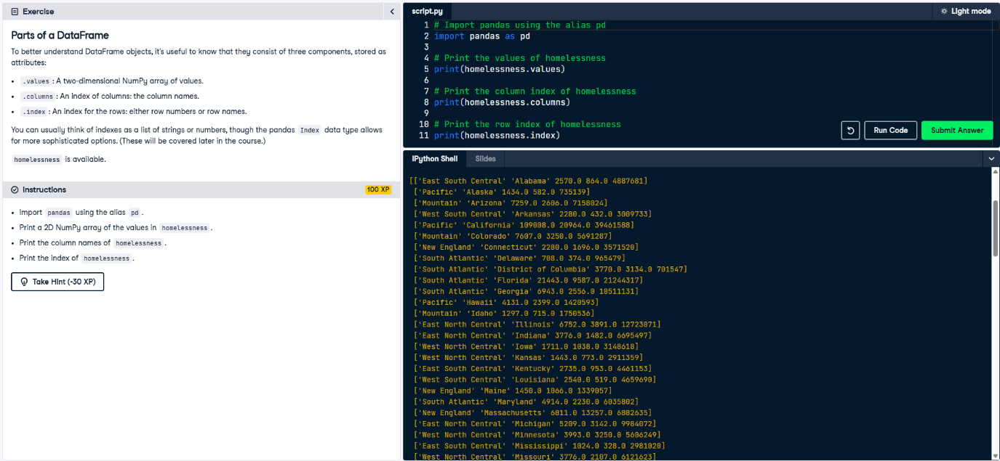 Exercise
Parts of a DataFrame
To better understand DataFrame objects, it's useful to know that they consist of three components, stored as
attributes:
• .values : A two-dimensional NumPy array of values.
• .columns : An index of columns: the column names.
• .index : An index for the rows: either row numbers or row names.
You can usually think of indexes as a list of strings or numbers, though the pandas Index data type allows
for more sophisticated options. (These will be covered later in the course.)
homelessness is available.
Instructions 100 XP
• Import pandas using the alias pd .
• Print a 2D NumPy array of the values in homelessness .
• Print the column names of homelessness .
• Print the index of homelessness .
Take Hint (-30 XP)
script.py Light mode
1 # Import pandas using the alias pd
2 import pandas as pd
3
4 # Print the values of homelessness
5 print(homelessness.values)
6
7 # Print the column index of homelessness
8 print(homelessness.columns)
9
10 # Print the row index of homelessness
11 print(homelessness.index)
Run Code Submit Answer
IPython Shell Slides
[['East South Central' 'Alabama' 2570.0 864.0 4887681]
['Pacific' 'Alaska' 1434.0 582.0 735139]
['Mountain' 'Arizona' 7259.0 2606.0 7158024]
['West South Central' 'Arkansas' 2280.0 432.0 3009733]
['Pacific' 'California' 109008.0 20964.0 39461588]
['Mountain' 'Colorado' 7607.0 3250.0 5691287]
['New England' 'Connecticut' 2280.0 1696.0 3571520]
['South Atlantic' 'Delaware' 708.0 374.0 965479]
['South Atlantic' 'District of Columbia' 3770.0 3134.0 701547]
['South Atlantic' 'Florida' 21443.0 9587.0 21244317]
['South Atlantic' 'Georgia' 6943.0 2556.0 10511131]
['Pacific' 'Hawaii' 4131.0 2399.0 1420593]
['Mountain' 'Idaho' 1297.0 715.0 1750536]
['East North Central' 'Illinois' 6752.0 3891.0 12723071]
['East North Central' 'Indiana' 3776.0 1482.0 6695497]
['West North Central' 'Iowa' 1711.0 1038.0 3148618]
['West North Central' 'Kansas' 1443.0 773.0 2911359]
['East South Central' 'Kentucky' 2735.0 953.0 4461153]
['West South Central' 'Louisiana' 2540.0 519.0 4659690]
['New England' 'Maine' 1450.0 1066.0 1339057]
['South Atlantic' 'Maryland' 4914.0 2230.0 6035802]
['New England' 'Massachusetts' 6811.0 13257.0 6882635]
['East North Central' 'Michigan' 5209.0 3142.0 9984072]
['West North Central' 'Minnesota' 3993.0 3250.0 5606249]
['East South Central' 'Mississippi' 1024.0 328.0 2981020]
['West North Central' 'Missouri' 3776.0 2107.0 6121623]